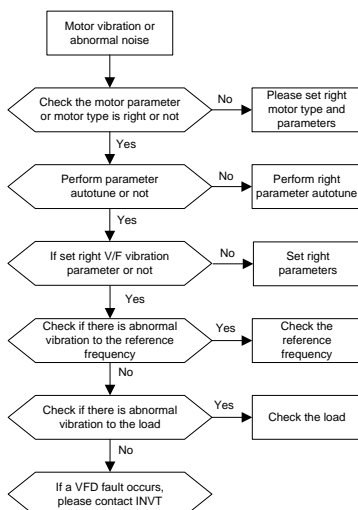 Motor vibration or
abnormal noise
Check the motor parameter
or motor type is right or not
No
Please set right
motor type and
parameters
Yes
Perform parameter
autotune or not
No
Perform right
parameter autotune
Yes
If set right V/F vibration
parameter or not
No
Set right
parameters
Yes
Check if there is abnormal
vibration to the reference
frequency
Yes
Check the
reference
frequency
No
Check if there is abnormal
vibration to the load
Yes
Check the load
No
If a VFD fault occurs,
please contact INVT